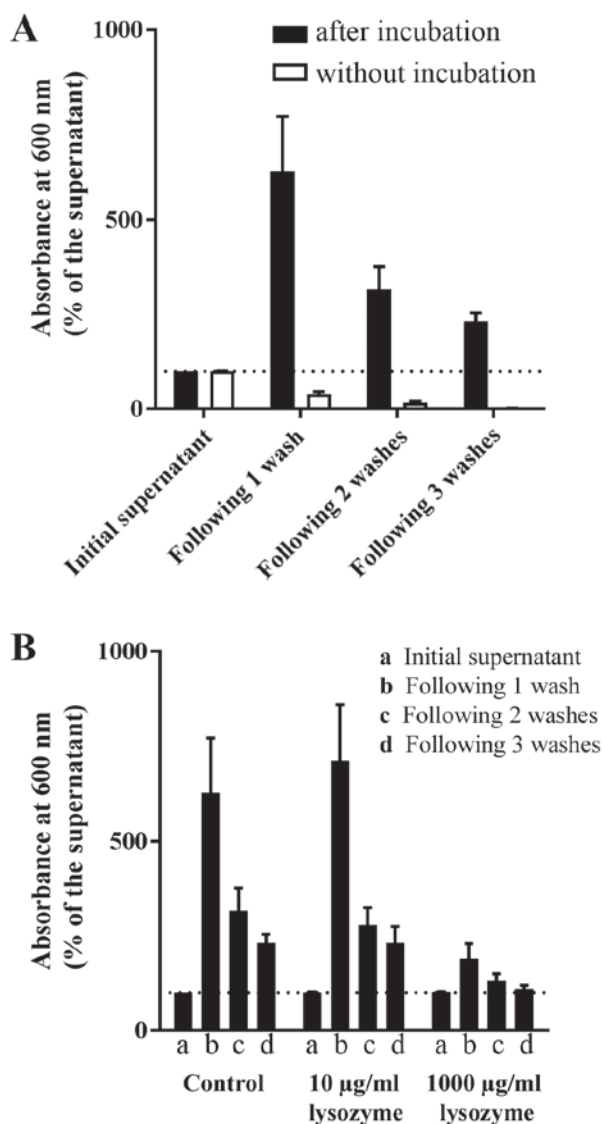 A
1000
500
0
Absorbance at 600 nm
(% of the supernatant)
after incubation
without incubation
Initial supernatant
Following 1 wash
Following 2 washes
Following 3 washes
B
1000
500
0
Absorbance at 600 nm
(% of the supernatant)
a Initial supernatant
b Following 1 wash
c Following 2 washes
d Following 3 washes
a b c d a b c d a b c d
Control 10 µg/ml 1000 µg/ml
lysozyme lysozyme